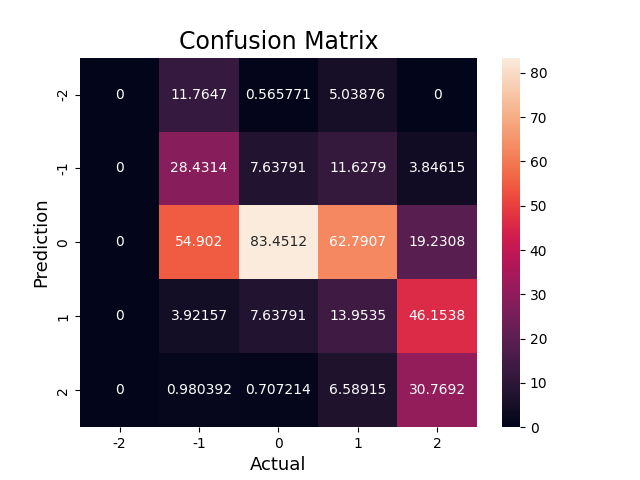 Confusion Matrix
-2 0 11.7647 0.565771 5.03876 0
-1 0 28.4314 7.63791 11.6279 3.84615
0 0 54.902 83.4512 62.7907 19.2308
1 0 3.92157 7.63791 13.9535 46.1538
2 0 0.980392 0.707214 6.58915 30.7692
-2 -1 0 1 2
Prediction
Actual
80
70
60
50
40
30
20
10
0